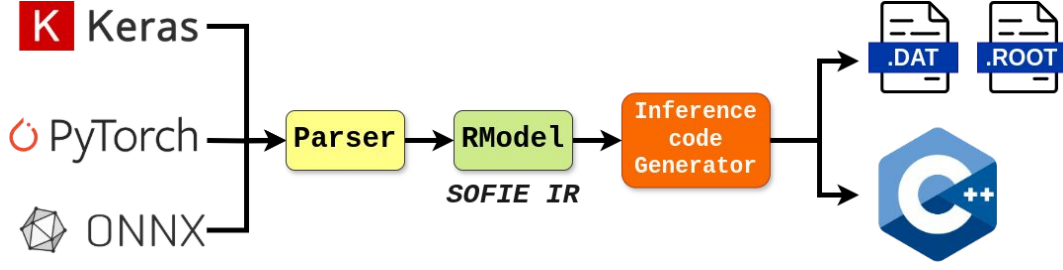 K Keras
PyTorch
ONNX
Parser
RModel
SOFIE IR
Inference
code
Generator
.DAT
.ROOT
C++